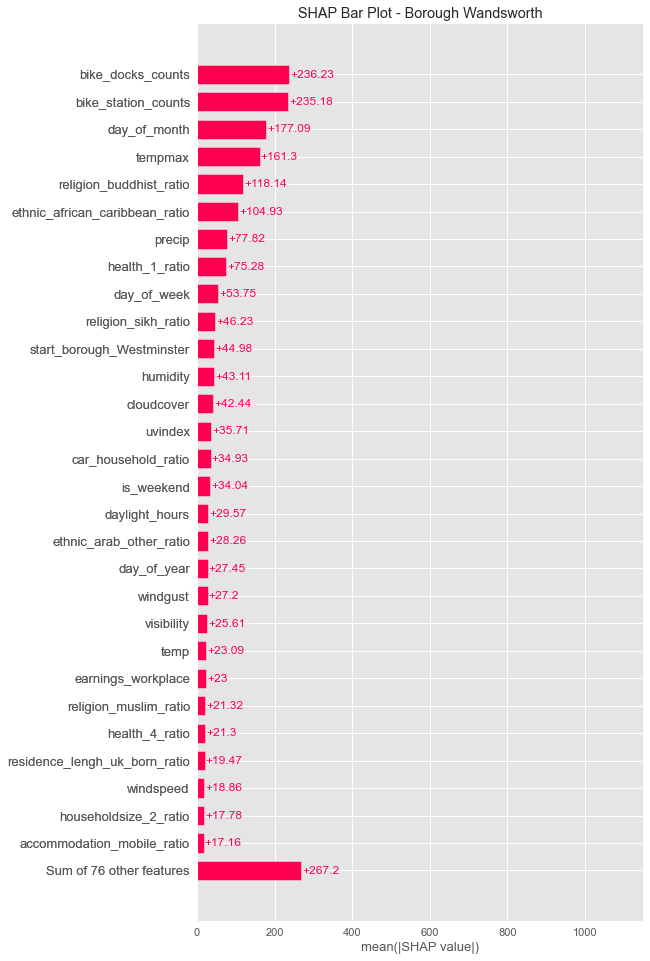 SHAP Bar Plot - Borough Wandsworth
bike_docks_counts +236.23
bike_station_counts +235.18
day_of_month +177.09
tempmax +161.3
religion_buddhist_ratio +118.14
ethnic_african_caribbean_ratio +104.93
precip +77.82
health_1_ratio +75.28
day_of_week +53.75
religion_sikh_ratio +46.23
start_borough_Westminster +44.98
humidity +43.11
cloudcover +42.44
uvindex +35.71
car_household_ratio +34.93
is_weekend +34.04
daylight_hours +29.57
ethnic_arab_other_ratio +28.26
day_of_year +27.45
windgust +27.2
visibility +25.61
temp +23.09
earnings_workplace +23
religion_muslim_ratio +21.32
health_4_ratio +21.3
residence_lengh_uk_born_ratio +19.47
windspeed +18.86
householdsize_2_ratio +17.78
accommodation_mobile_ratio +17.16
Sum of 76 other features +267.2
0 200 400 600 800 1000
mean(|SHAP value|)